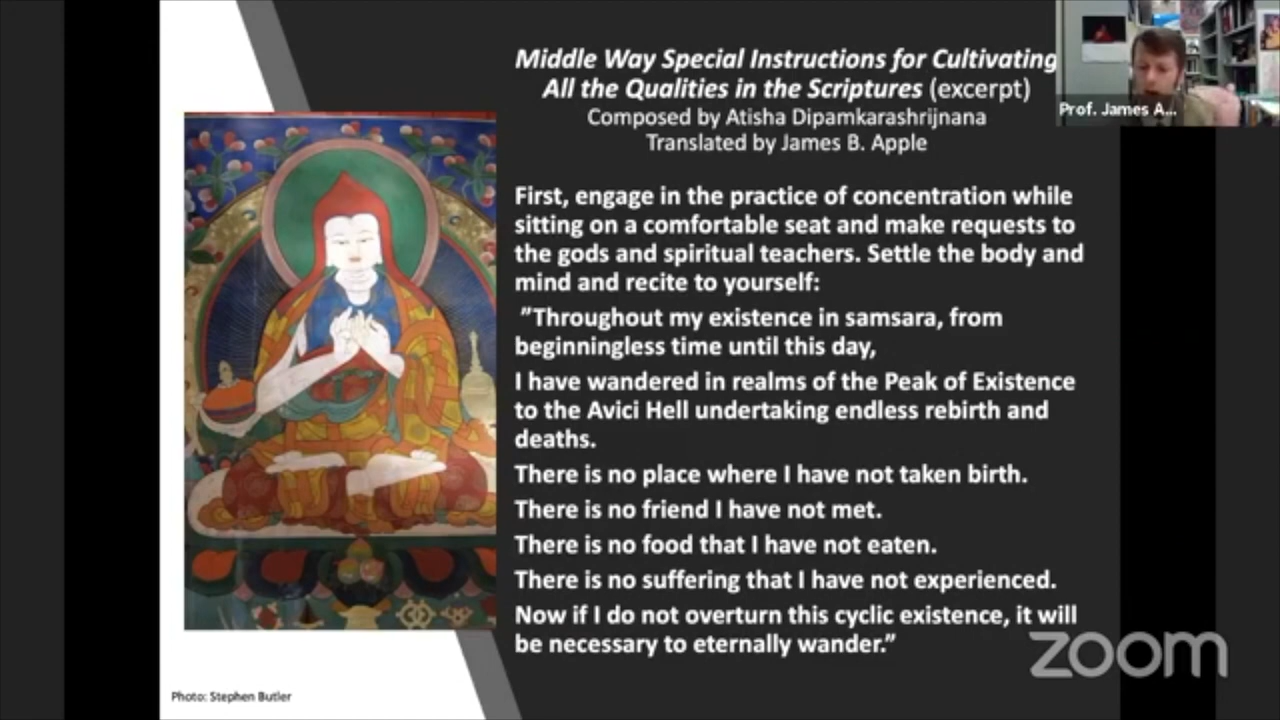 Middle Way Special Instructions for Cultivating
All the Qualities in the Scriptures (excerpt)
Composed by Atisha Dipamkarashrijnana
Translated by James B. Apple
Prof. James A...
First, engage in the practice of concentration while
sitting on a comfortable seat and make requests to
the gods and spiritual teachers. Settle the body and
mind and recite to yourself:
"Throughout my existence in samsara, from
beginningless time until this day,
I have wandered in realms of the Peak of Existence
to the Avici Hell undertaking endless rebirth and
deaths.
There is no place where I have not taken birth.
There is no friend I have not met.
There is no food that I have not eaten.
There is no suffering that I have not experienced.
Now if I do not overturn this cyclic existence, it will
be necessary to eternally wander.”
zoom
Photo: Stephen Butler